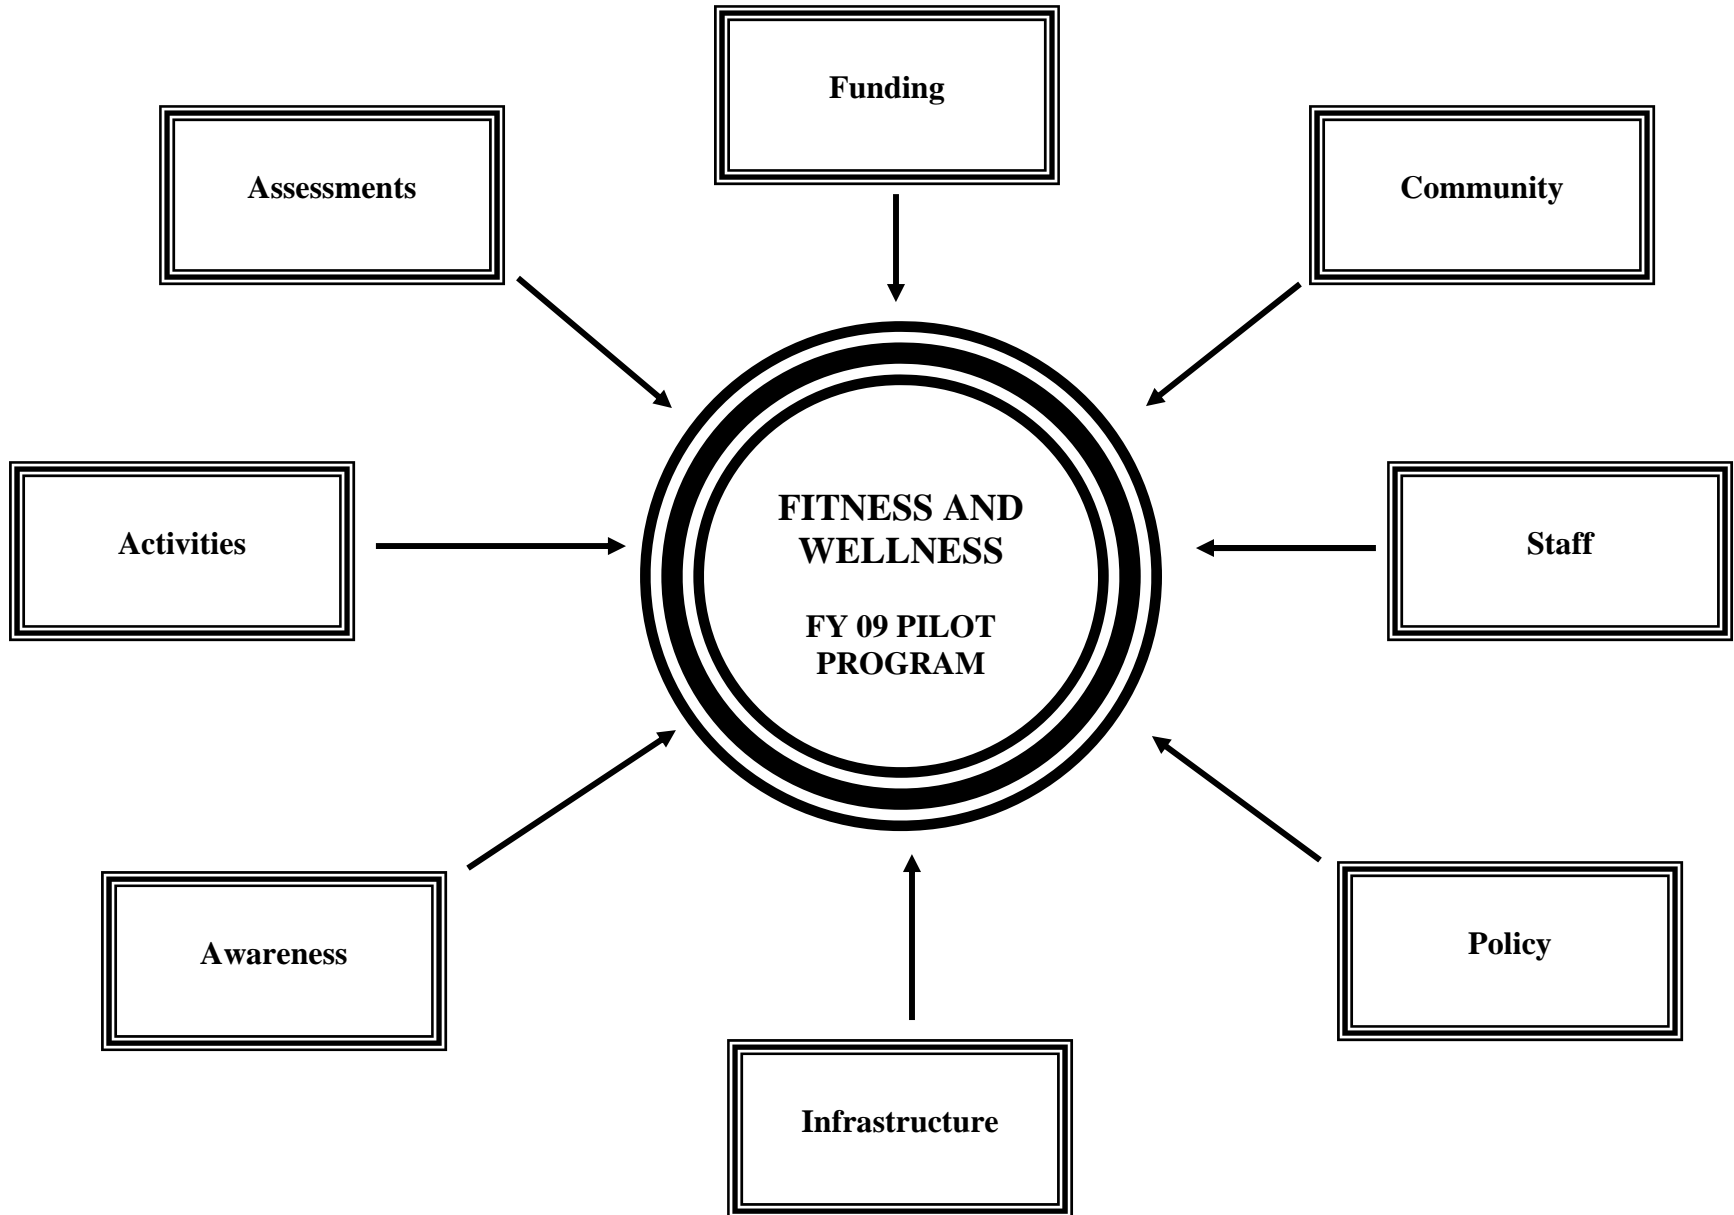 Funding
Assessments
Community
FITNESS AND
WELLNESS
FY 09 PILOT
PROGRAM
Activities
Staff
Awareness
Policy
Infrastructure